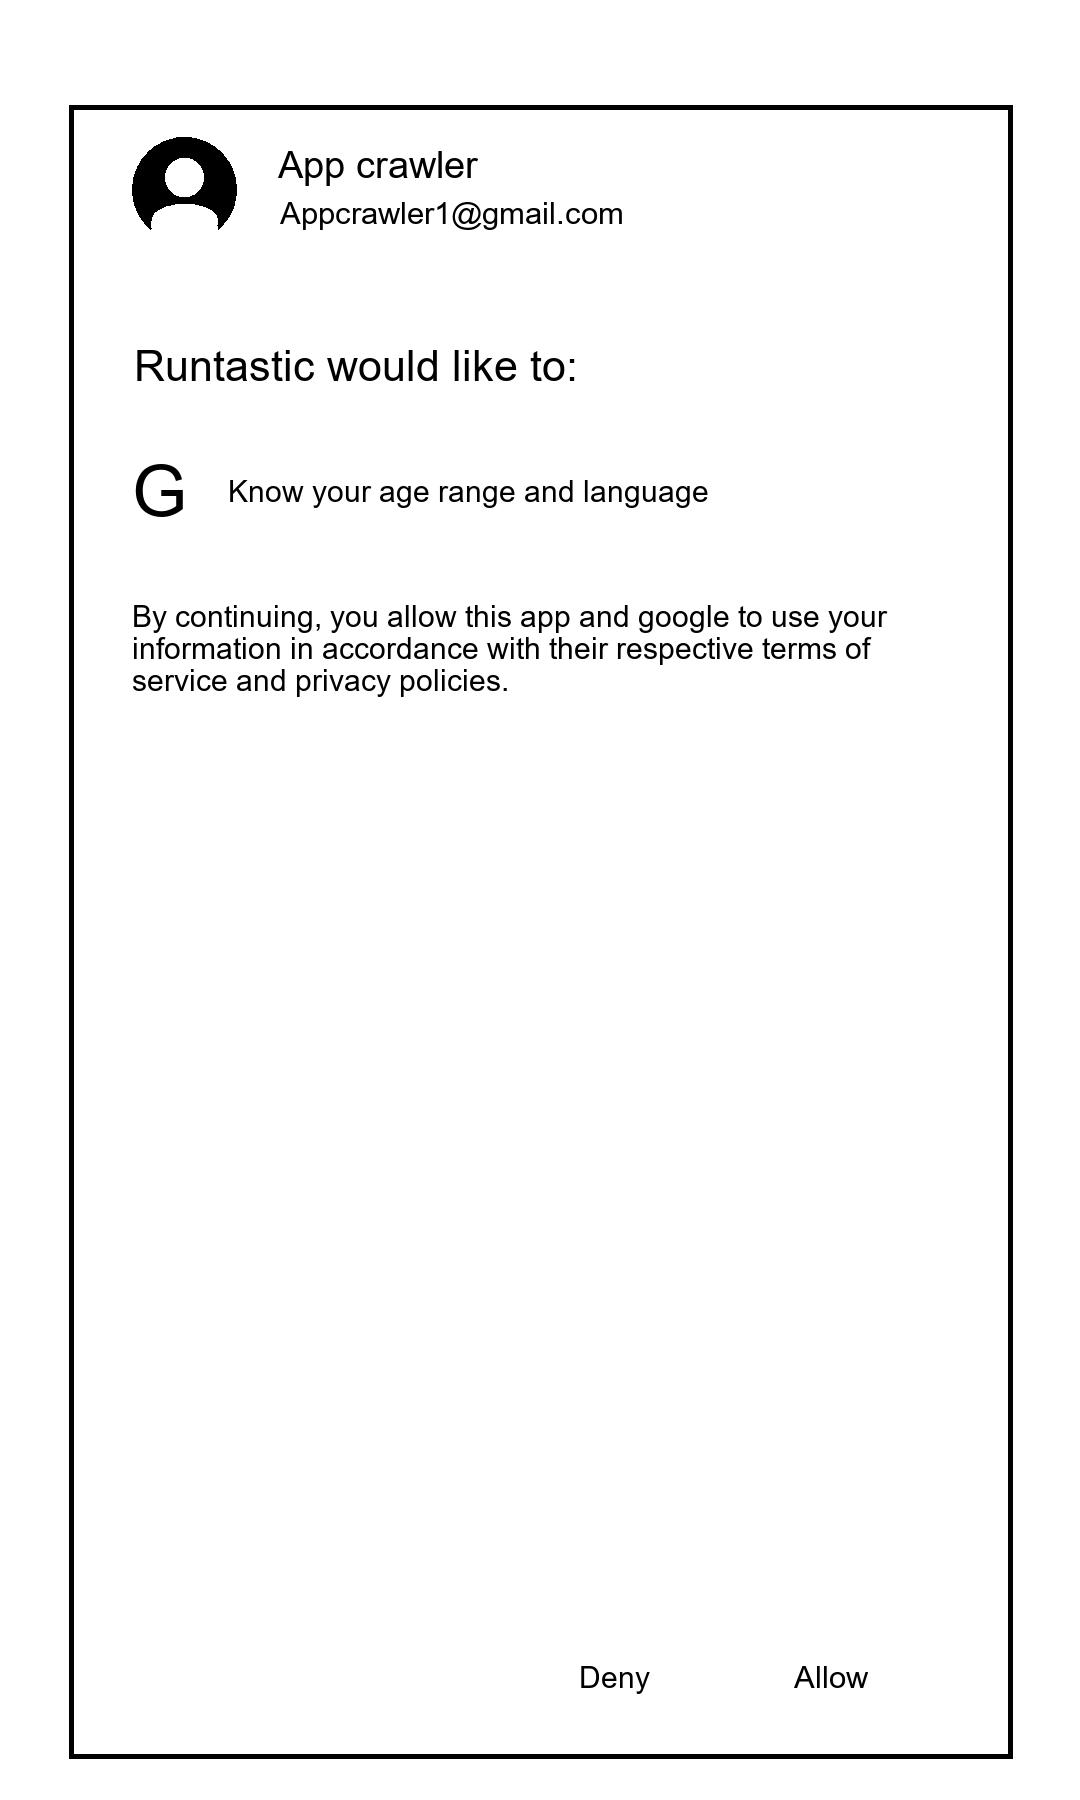 App crawler
Appcrawler1@gmail.com
Runtastic would like to:
G Know your age range and language
By continuing, you allow this app and google to use your
information in accordance with their respective terms of
service and privacy policies.
Deny Allow